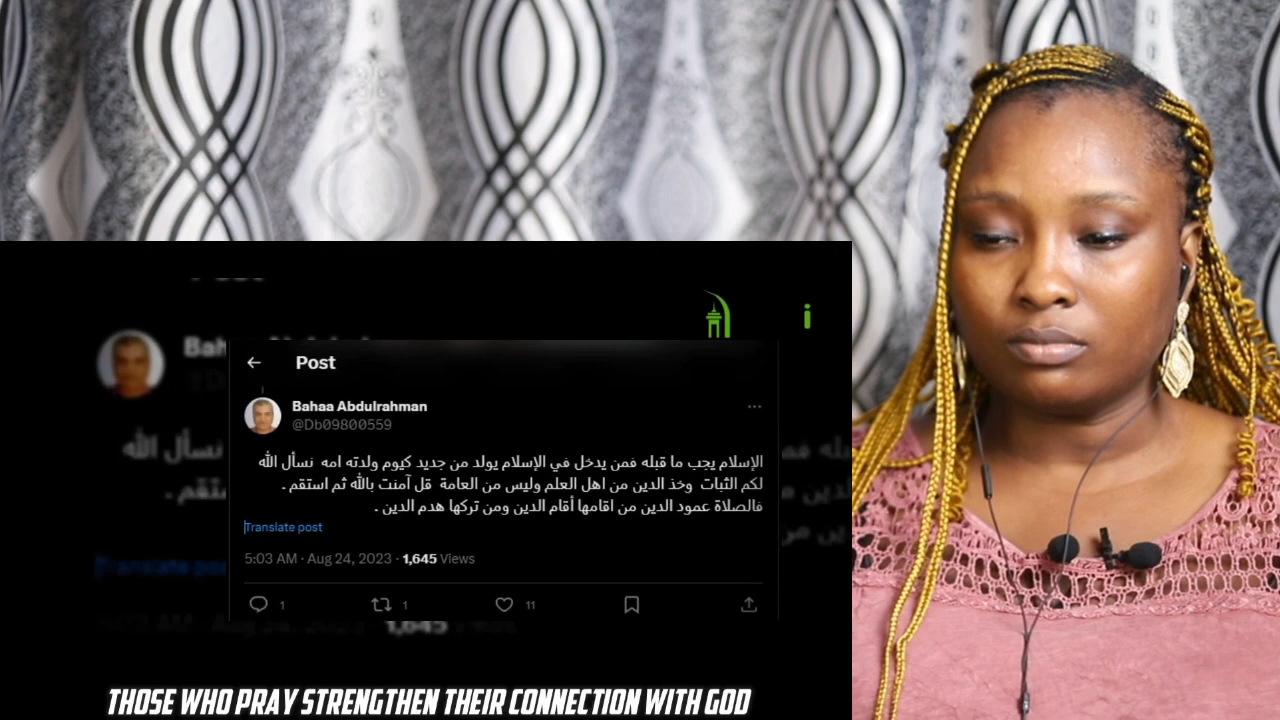 Post
Bahaa Abdulrahman
@Db09800559
الإسلام يجب ما قبله فمن يدخل في الإسلام يولد من جديد كيوم ولدته امه نسأل الله
لكم الثبات وخذ الدين من اهل العلم وليس من العامة قل آمنت بالله ثم استقم .
فالصلاة عمود الدين من اقامها أقام الدين ومن تركها هدم الدين .
Translate post
5:03 AM · Aug 24, 2023 · 1,645 Views
1 1 11
THOSE WHO PRAY STRENGTHEN THEIR CONNECTION WITH GOD